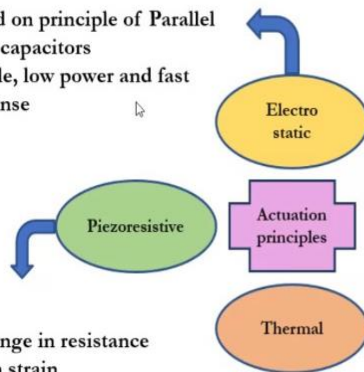 d on principle of Parallel
capacitors
le, low power and fast
nse
Electro
static
Piezoresistive
Actuation
principles
Thermal
nge in resistance
strain